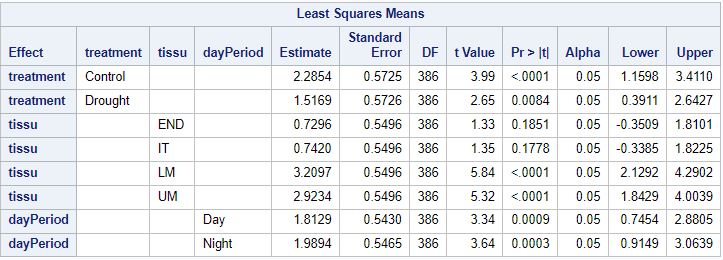 Least Squares Means
Effect treatment tissu dayPeriod Estimate Standard Error DF t Value Pr > |t| Alpha Lower Upper
treatment Control 2.2854 0.5725 386 3.99 <.0001 0.05 1.1598 3.4110
treatment Drought 1.5169 0.5726 386 2.65 0.0084 0.05 0.3911 2.6427
tissu END 0.7296 0.5496 386 1.33 0.1851 0.05 -0.3509 1.8101
tissu IT 0.7420 0.5496 386 1.35 0.1778 0.05 -0.3385 1.8225
tissu LM 3.2097 0.5496 386 5.84 <.0001 0.05 2.1292 4.2902
tissu UM 2.9234 0.5496 386 5.32 <.0001 0.05 1.8429 4.0039
dayPeriod Day 1.8129 0.5430 386 3.34 0.0009 0.05 0.7454 2.8805
dayPeriod Night 1.9894 0.5465 386 3.64 0.0003 0.05 0.9149 3.0639